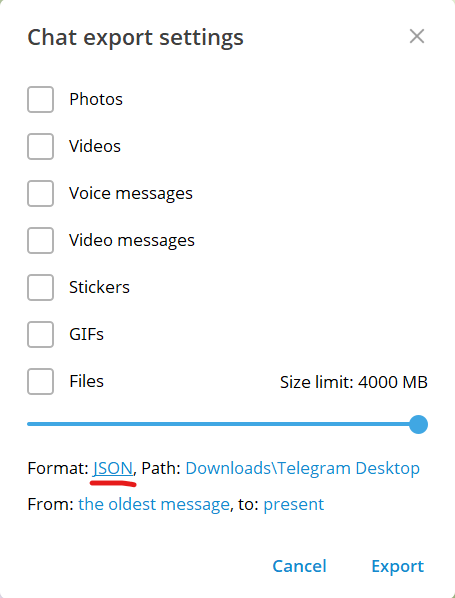 Chat export settings
Photos
Videos
Voice messages
Video messages
Stickers
GIFs
Files Size limit: 4000 MB
Format: JSON, Path: Downloads\Telegram Desktop
From: the oldest message, to: present
Cancel Export